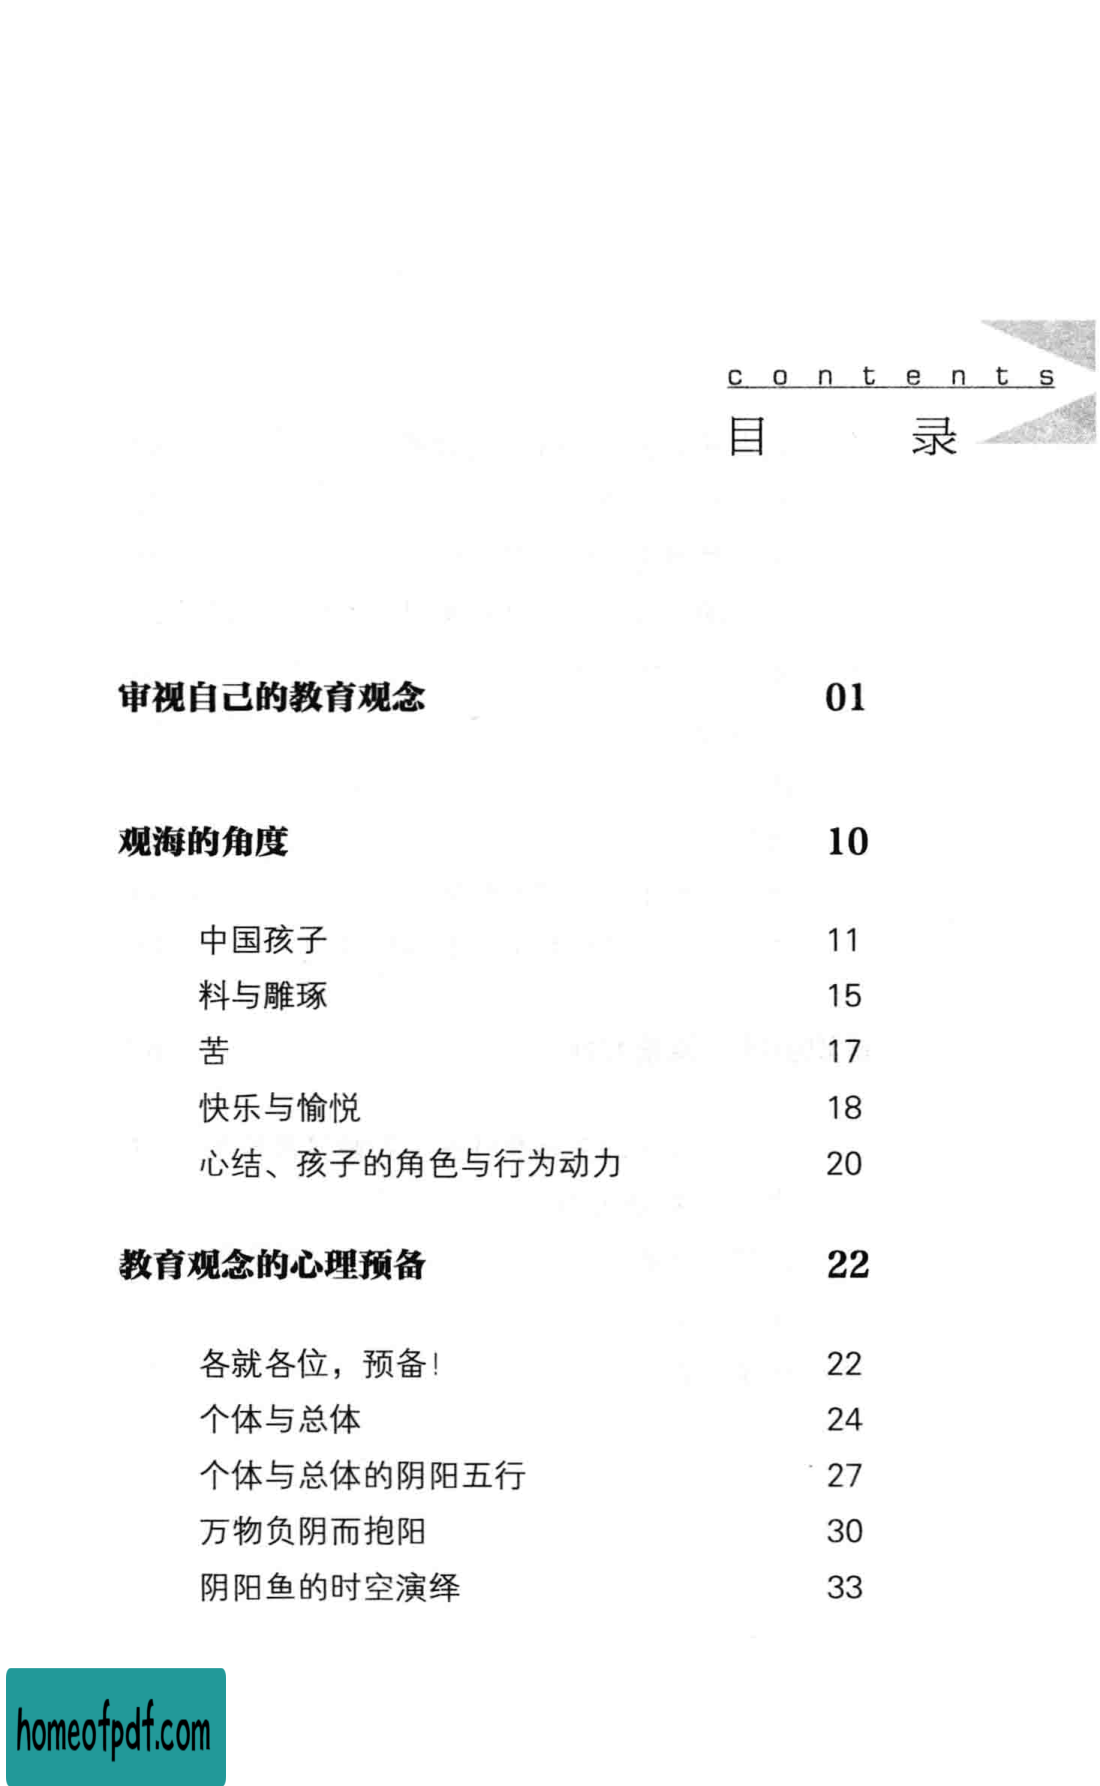 contents
目 录
审视自己的教育观念 01
观海的角度 10
中国孩子 11
料与雕琢 15
苦 17
快乐与愉悦 18
心结、孩子的角色与行为动力 20
教育观念的心理预备 22
各就各位，预备！ 22
个体与总体 24
个体与总体的阴阳五行 27
万物负阴而抱阳 30
阴阳鱼的时空演绎 33
homeofpdf.com